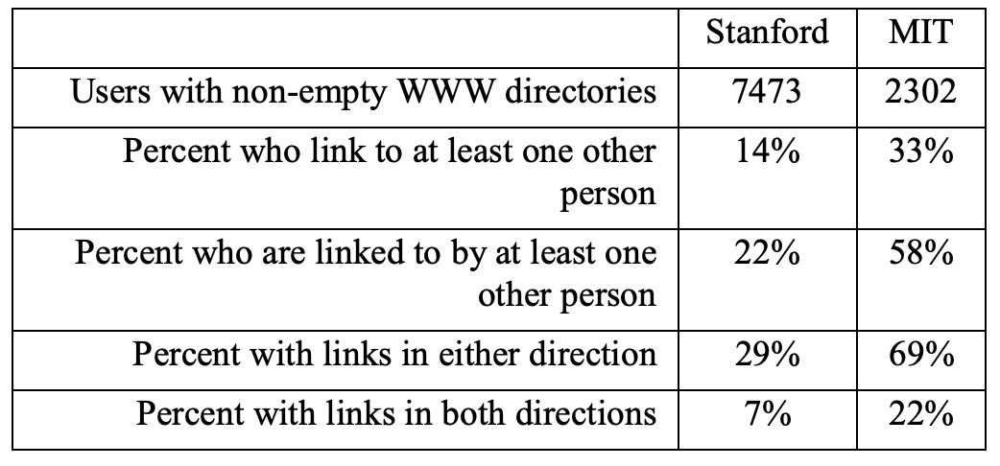 Stanford MIT
Users with non-empty WWW directories 7473 2302
Percent who link to at least one other 14% 33%
person
Percent who are linked to by at least one 22% 58%
other person
Percent with links in either direction 29% 69%
Percent with links in both directions 7% 22%